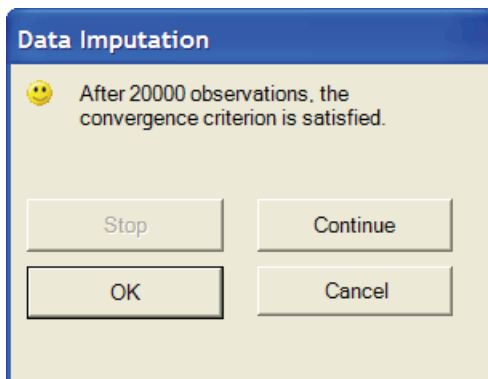 Data Imputation
After 20000 observations, the
convergence criterion is satisfied.
Stop
Continue
OK
Cancel